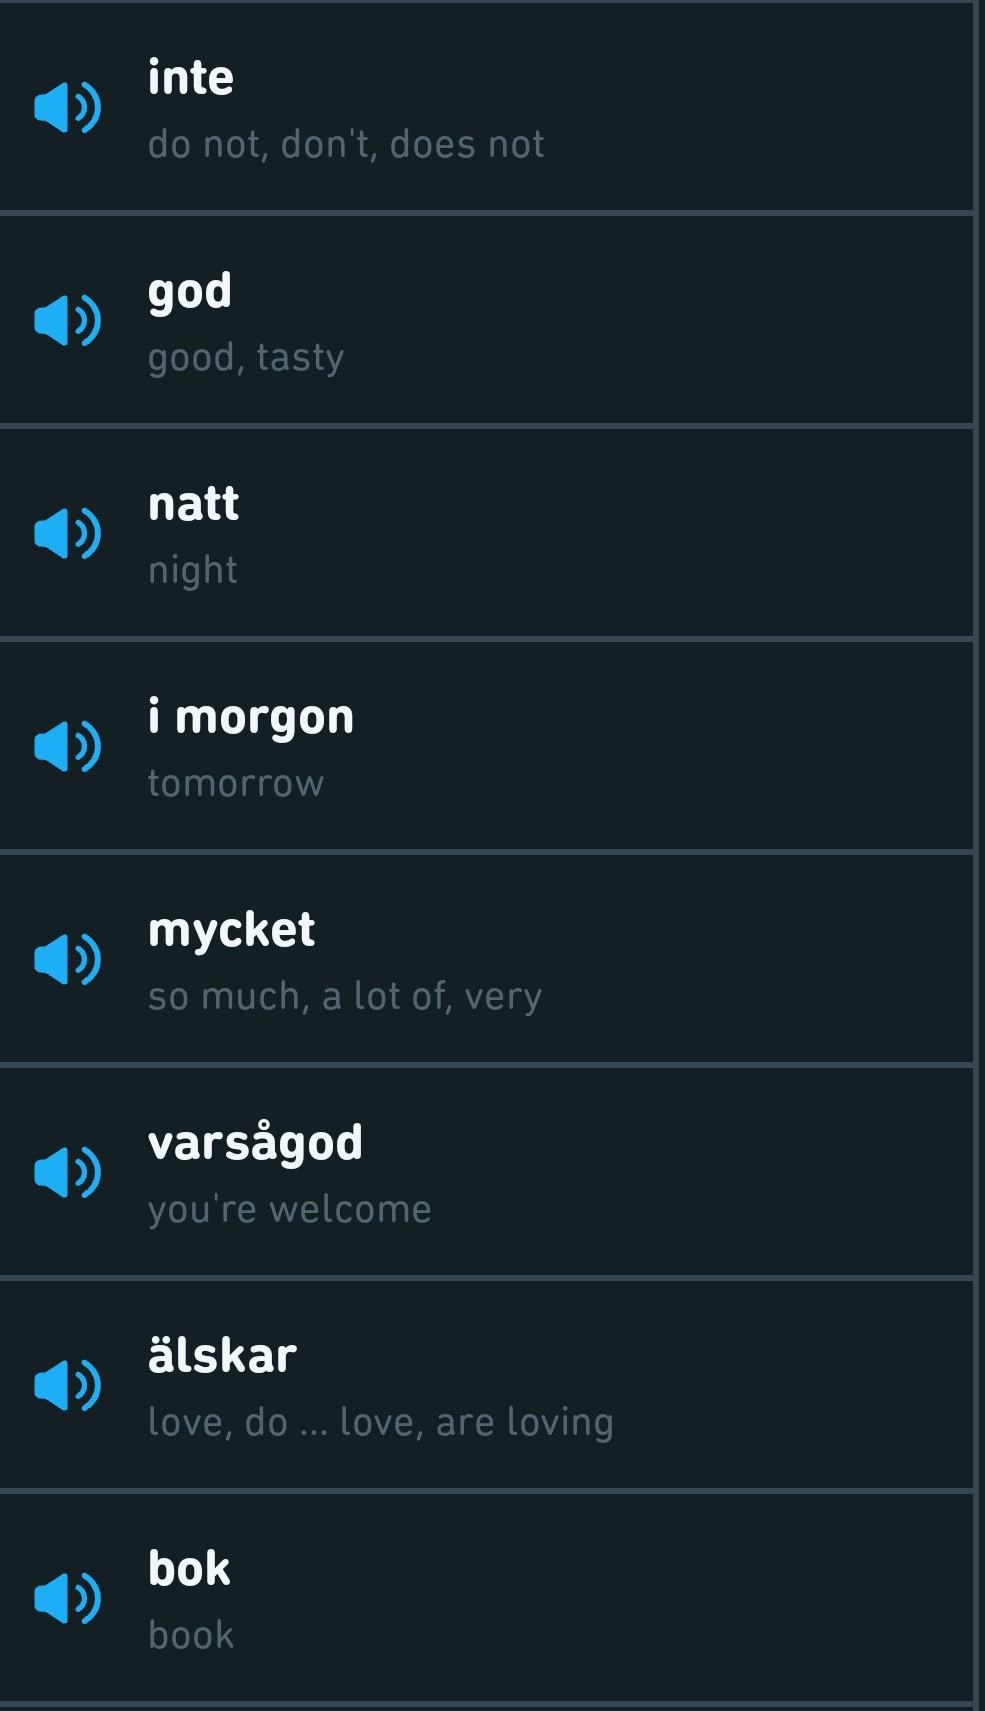 inte
do not, don't, does not
god
good, tasty
natt
night
i morgon
tomorrow
mycket
so much, a lot of, very
varsågod
you're welcome
älskar
love, do ... love, are loving
bok
book